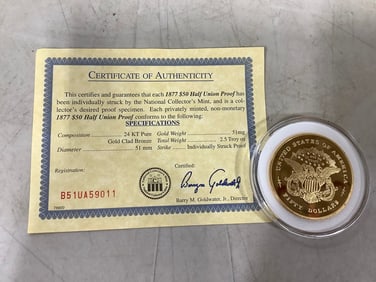 CERTIFICATE OF AUTHENTICITY
This certifies and guarantees that each 1877 $50 Half Union Proof has
been individually struck by the National Collector's Mint, and is a col-
lector's desired proof specimen. Each privately minted, non-monetary
1877 $50 Half Union Proof conforms to the following:
SPECIFICATIONS
Composition 24 KT Pure Gold Clad Bronze
Gold Weight 31mg
Total Weight 2.5 Troy oz
Diameter 51 mm
Strike Individually Struck Proof
Registration:
B51UA59011
Certified:
Barry M. Goldwater, Jr., Director
UNITED STATES OF AMERICA
FIFTY DOLLARS